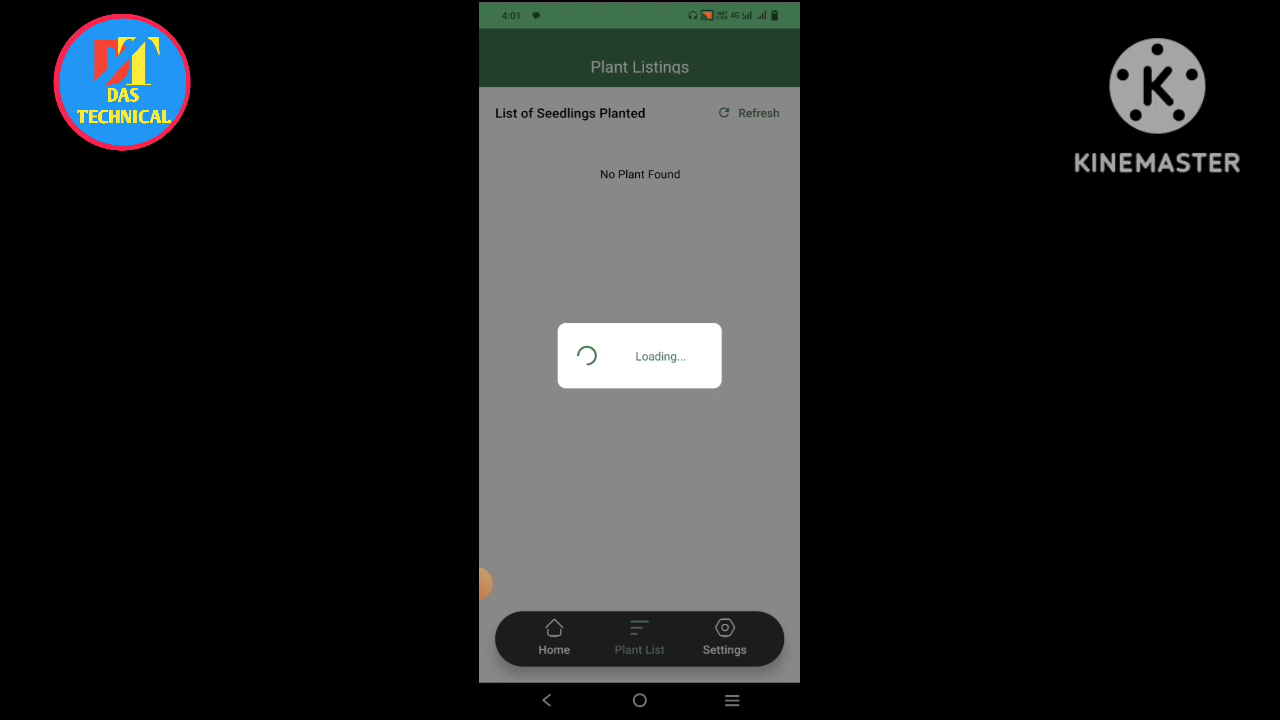 DAS
TECHNICAL
K
KINEMASTER
4:01
4G
Plant Listings
List of Seedlings Planted
Refresh
No Plant Found
Loading...
Home
Plant List
Settings